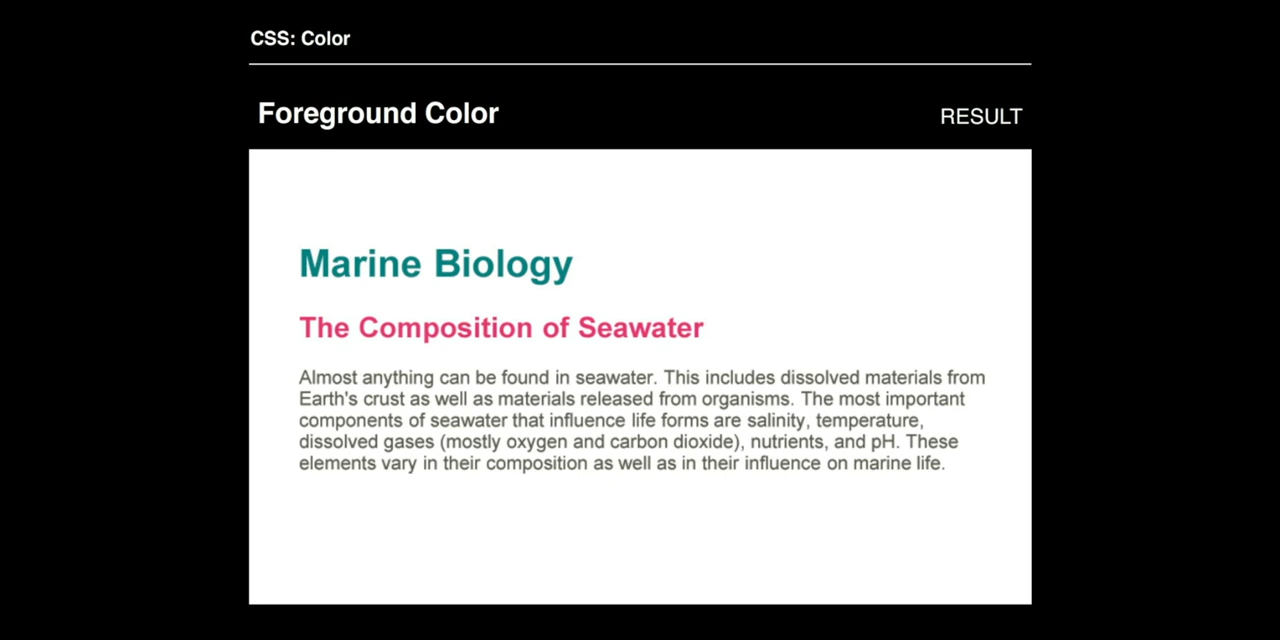 CSS: Color
Foreground Color
RESULT
Marine Biology
The Composition of Seawater
Almost anything can be found in seawater. This includes dissolved materials from
Earth's crust as well as materials released from organisms. The most important
components of seawater that influence life forms are salinity, temperature,
dissolved gases (mostly oxygen and carbon dioxide), nutrients, and pH. These
elements vary in their composition as well as in their influence on marine life.